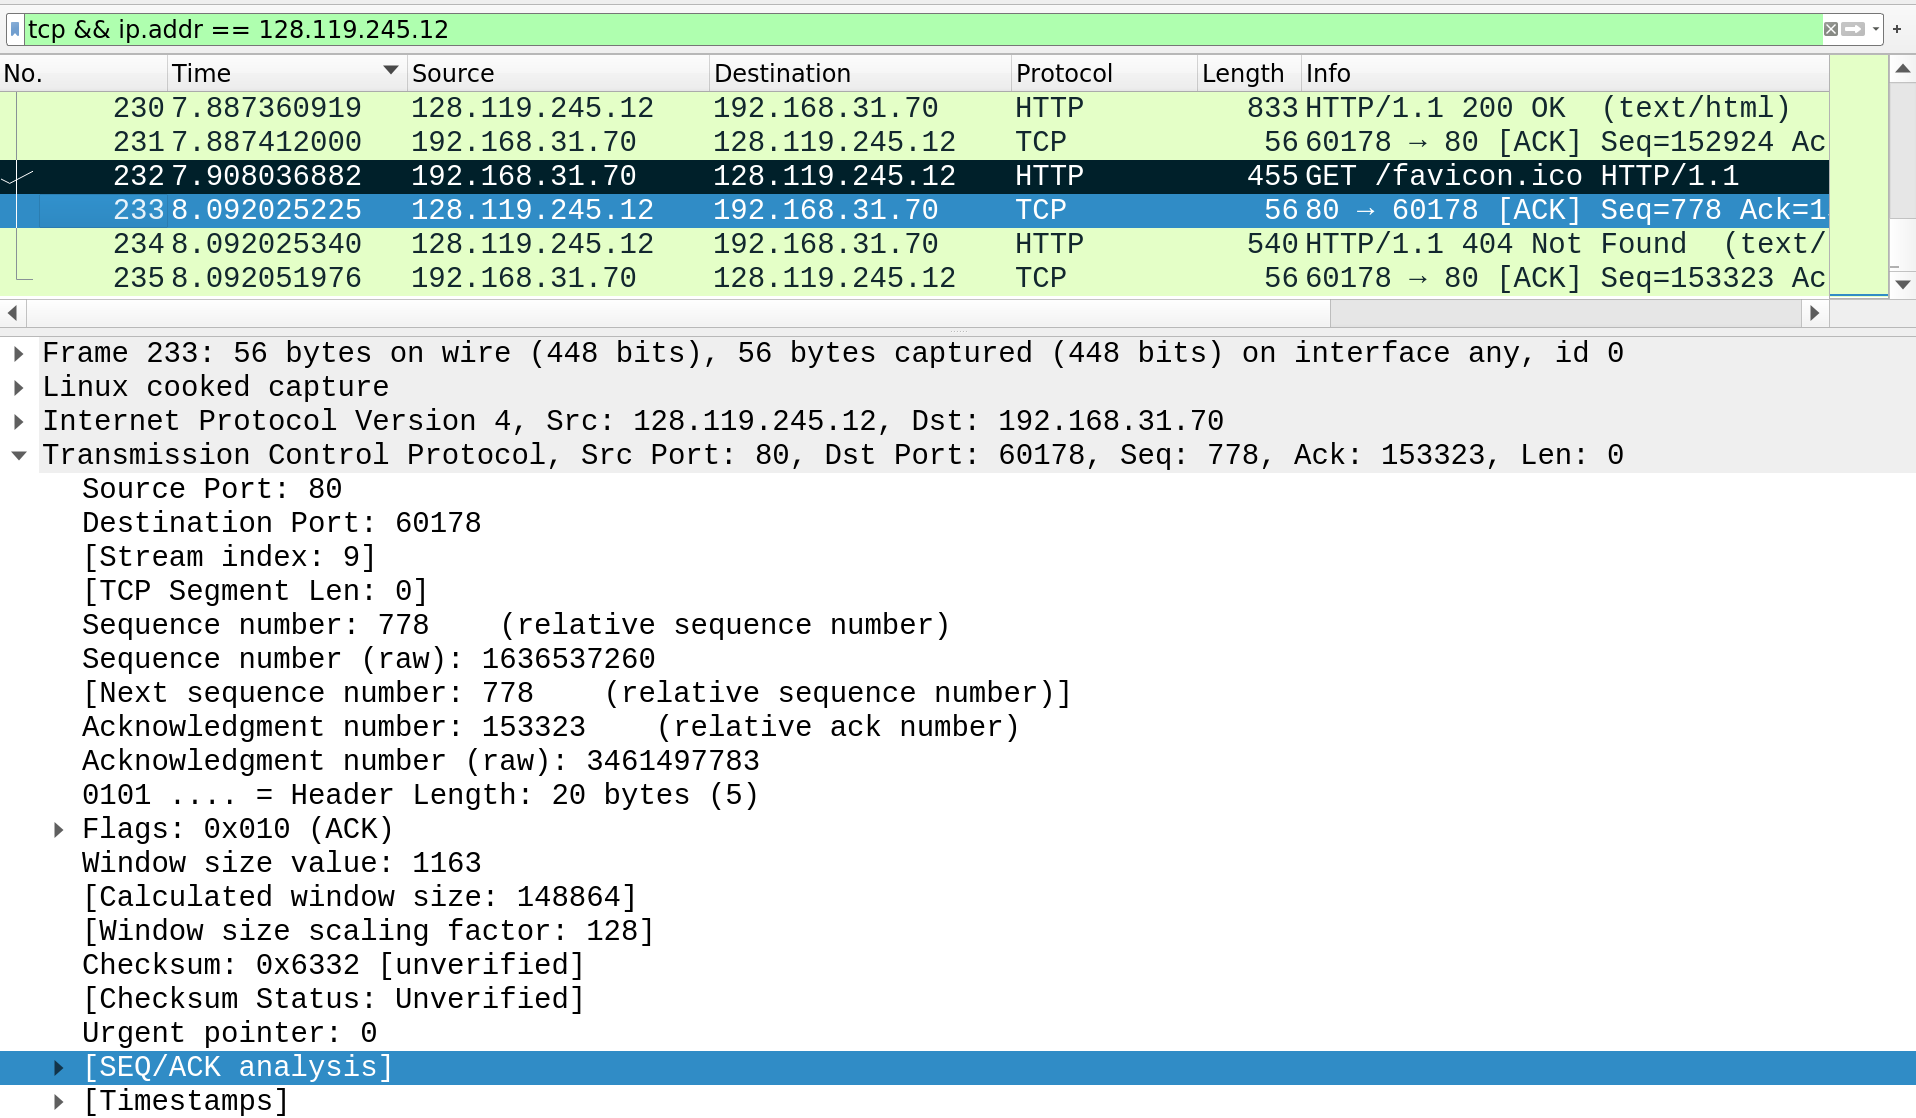 tcp && ip.addr == 128.119.245.12
No. Time Source Destination Protocol Length Info
230 7.887360919 128.119.245.12 192.168.31.70 HTTP 833 HTTP/1.1 200 OK (text/html)
231 7.887412000 192.168.31.70 128.119.245.12 TCP 56 60178 → 80 [ACK] Seq=152924 Ac
232 7.908036882 192.168.31.70 128.119.245.12 HTTP 455 GET /favicon.ico HTTP/1.1
233 8.092025225 128.119.245.12 192.168.31.70 TCP 56 80 → 60178 [ACK] Seq=778 Ack=1
234 8.092025340 128.119.245.12 192.168.31.70 HTTP 540 HTTP/1.1 404 Not Found (text/
235 8.092051976 192.168.31.70 128.119.245.12 TCP 56 60178 → 80 [ACK] Seq=153323 Ac
Frame 233: 56 bytes on wire (448 bits), 56 bytes captured (448 bits) on interface any, id 0
Linux cooked capture
Internet Protocol Version 4, Src: 128.119.245.12, Dst: 192.168.31.70
Transmission Control Protocol, Src Port: 80, Dst Port: 60178, Seq: 778, Ack: 153323, Len: 0
Source Port: 80
Destination Port: 60178
[Stream index: 9]
[TCP Segment Len: 0]
Sequence number: 778 (relative sequence number)
Sequence number (raw): 1636537260
[Next sequence number: 778 (relative sequence number)]
Acknowledgment number: 153323 (relative ack number)
Acknowledgment number (raw): 3461497783
0101 .... = Header Length: 20 bytes (5)
Flags: 0x010 (ACK)
Window size value: 1163
[Calculated window size: 148864]
[Window size scaling factor: 128]
Checksum: 0x6332 [unverified]
[Checksum Status: Unverified]
Urgent pointer: 0
[SEQ/ACK analysis]
[Timestamps]